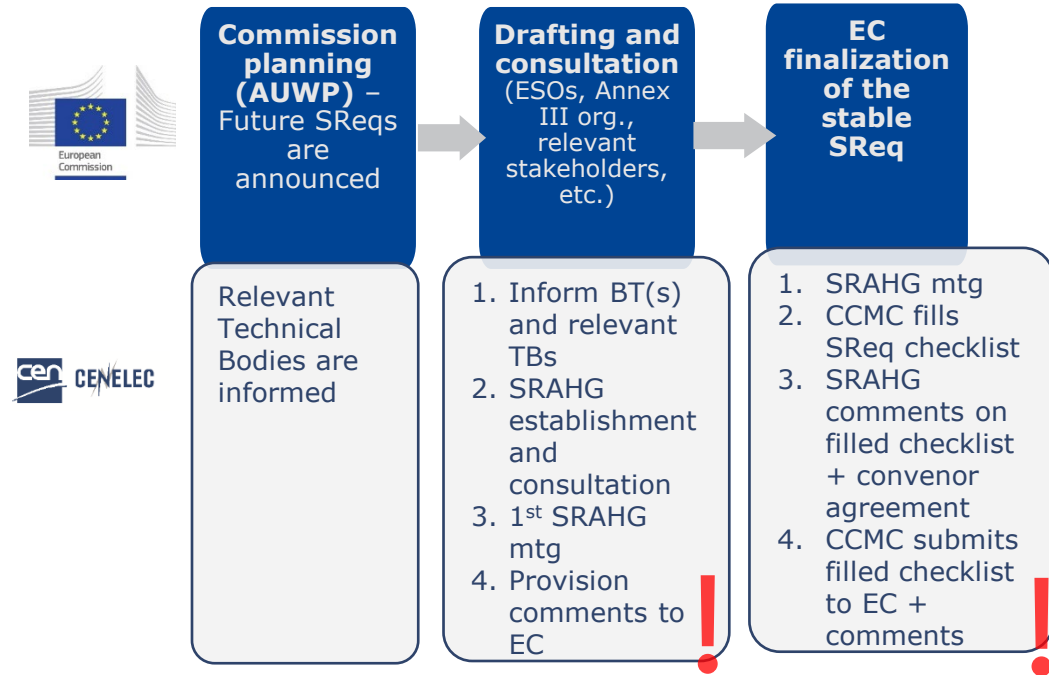 Commission
planning
(AUWP) –
Future SReqs
are
announced
Drafting and
consultation
(ESOs, Annex
III org.,
relevant
stakeholders,
etc.)
EC
finalization
of the
stable
SReq
European
Commission
Relevant
Technical
Bodies are
informed
1. Inform BT(s)
and relevant
TBs
2. SRAHG
establishment
and
consultation
3. 1st SRAHG
mtg
4. Provision
comments to
EC
!
1. SRAHG mtg
2. CCMC fills
SReq checklist
3. SRAHG
comments on
filled checklist
+ convenor
agreement
4. CCMC submits
filled checklist
to EC +
comments
!
cen CENELEC